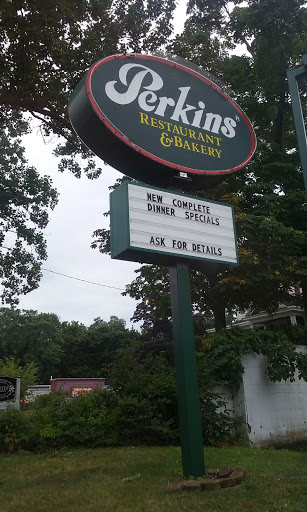 Perkins
RESTAURANT
& BAKERY
NEW COMPLETE
DINNER SPECIALS
ASK FOR DETAILS